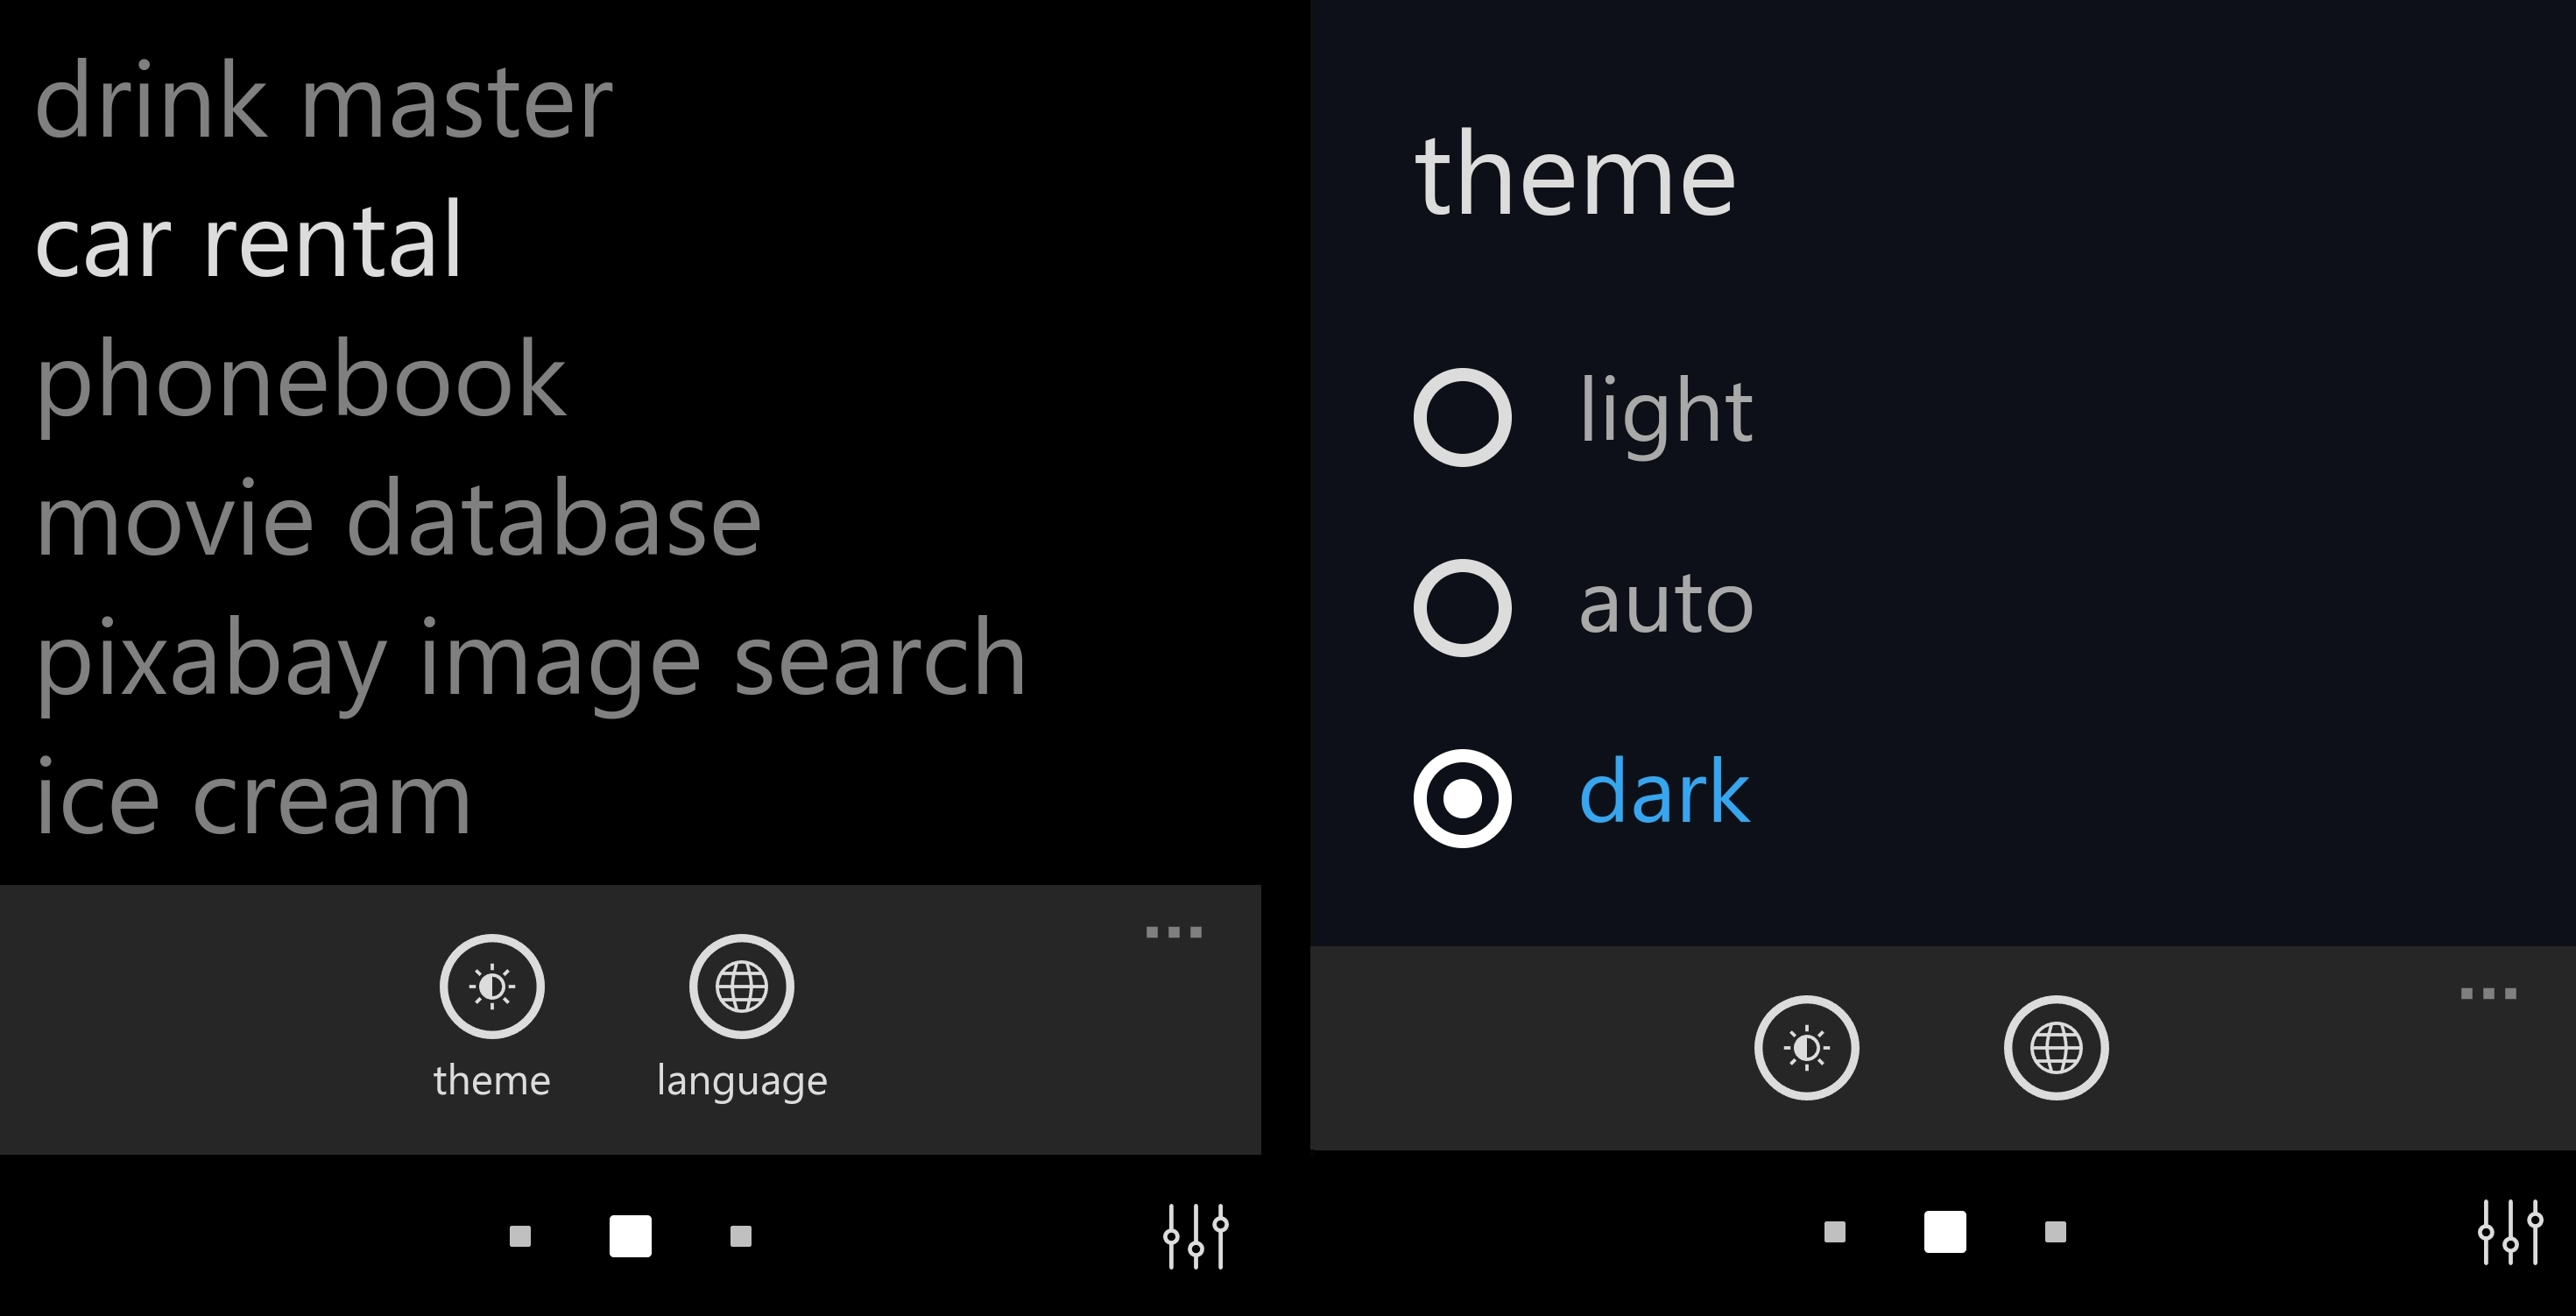 drink master
car rental
phonebook
movie database
pixabay image search
ice cream
theme
language
theme
light
auto
dark